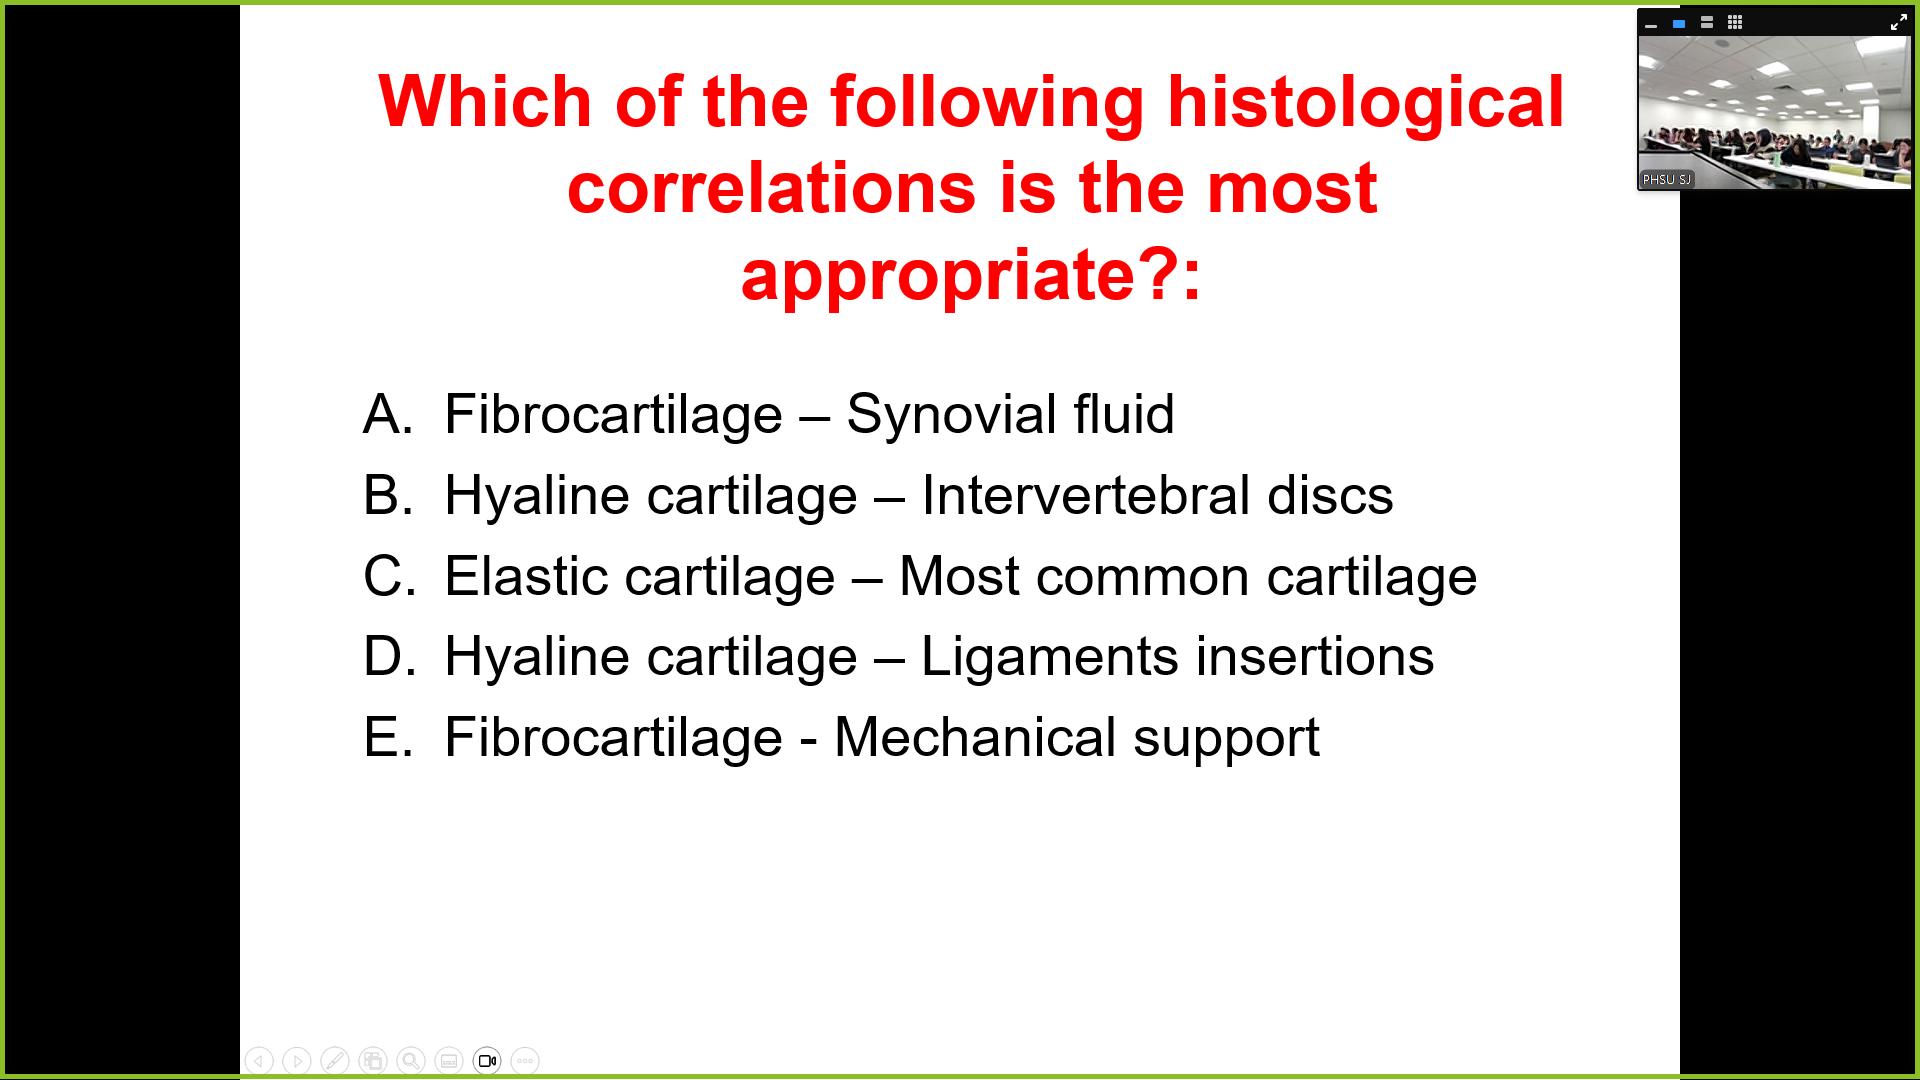 Which of the following histological
correlations is the most
appropriate?:
A. Fibrocartilage – Synovial fluid
B. Hyaline cartilage – Intervertebral discs
C. Elastic cartilage – Most common cartilage
D. Hyaline cartilage – Ligaments insertions
E. Fibrocartilage - Mechanical support
PHSU SJ